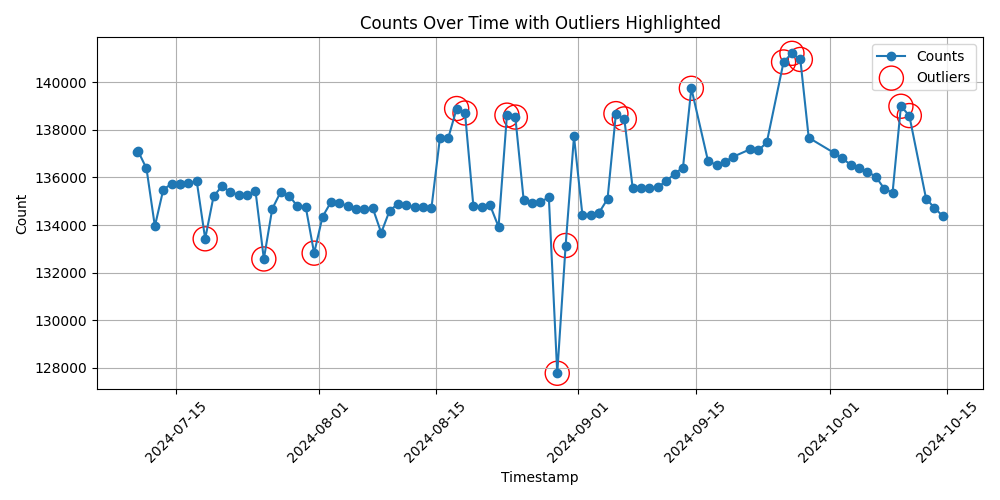 Counts Over Time with Outliers Highlighted
Counts
Outliers
140000
138000
136000
134000
132000
130000
128000
Count
2024-07-15
2024-08-01
2024-08-15
2024-09-01
2024-09-15
2024-10-01
2024-10-15
Timestamp